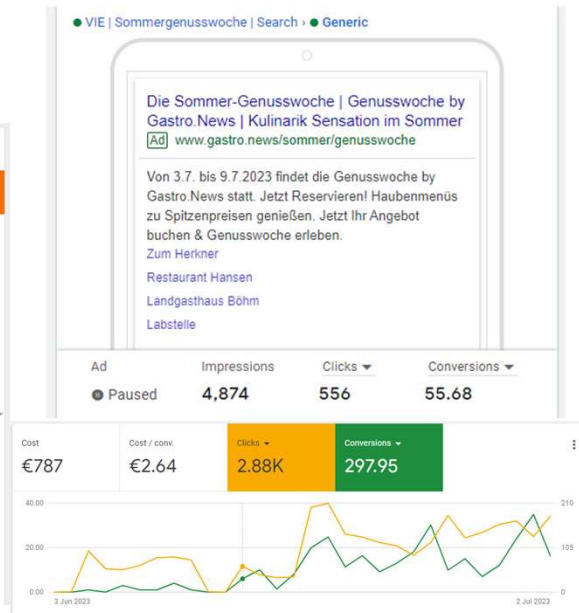 VIE | Sommergenusswoche | Search › Generic
Die Sommer-Genusswoche | Genusswoche by
Gastro.News | Kulinarik Sensation im Sommer
Ad www.gastro.news/sommer/genusswoche
Von 3.7. bis 9.7.2023 findet die Genusswoche by
Gastro.News statt. Jetzt Reservieren! Haubenmenüs
zu Spitzenpreisen genießen. Jetzt Ihr Angebot
buchen & Genusswoche erleben.
Zum Herkner
Restaurant Hansen
Landgasthaus Böhm
Labstelle
Ad Impressions Clicks Conversions
Paused 4,874 556 55.68
Cost Cost / conv. Clicks Conversions
€787 €2.64 2.88K 297.95
40.00 210
20.00 105
0.00 0
3 Jun 2023 2 Jul 2023